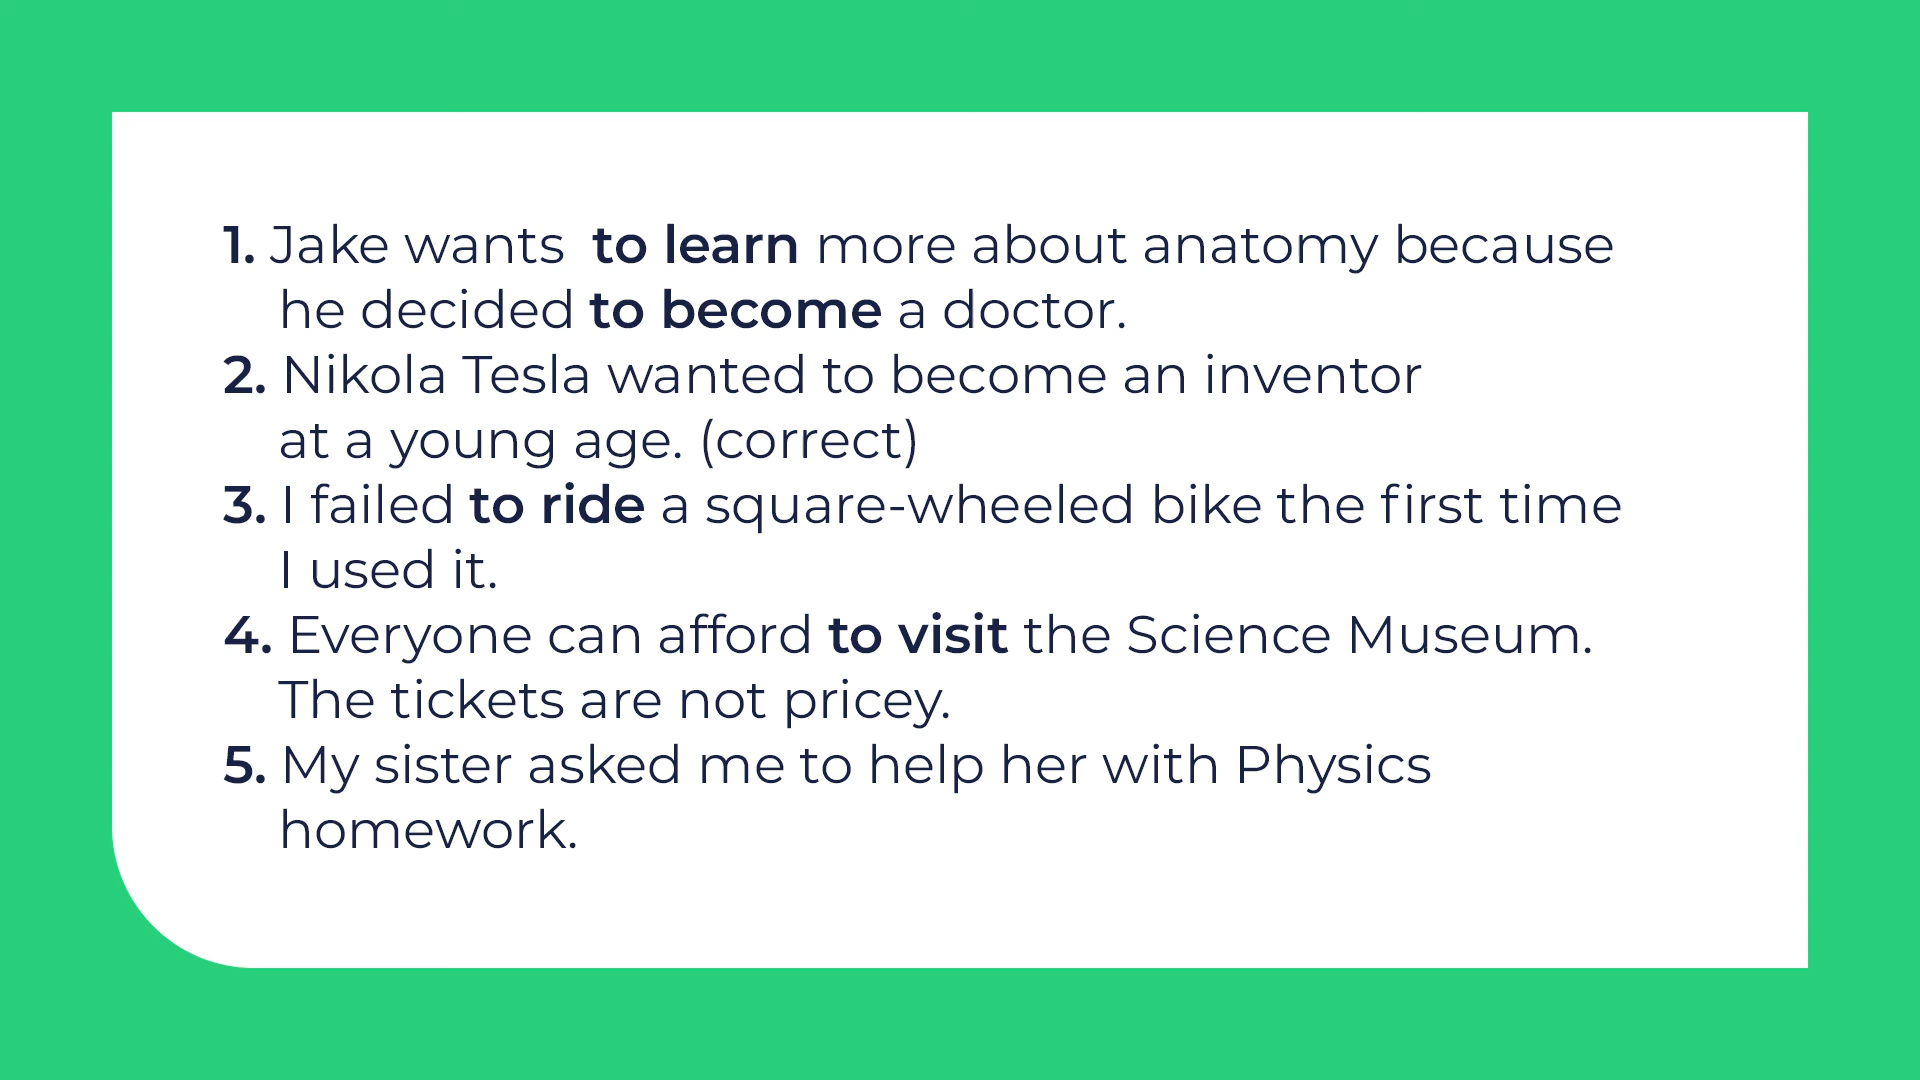 1. Jake wants  to learn more about anatomy because
he decided to become a doctor.
2. Nikola Tesla wanted to become an inventor
at a young age. (correct)
3. I failed to ride a square-wheeled bike the first time
I used it.
4. Everyone can afford to visit the Science Museum.
The tickets are not pricey.
5. My sister asked me to help her with Physics
homework.